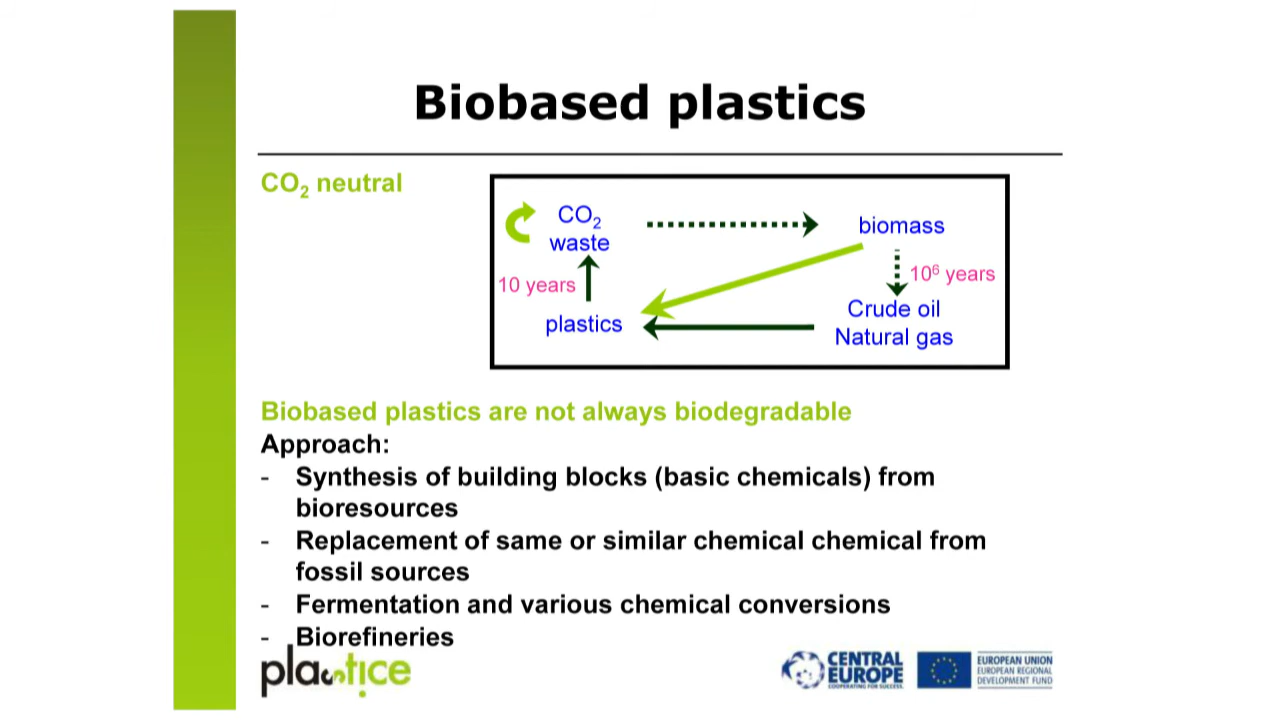 Biobased plastics
CO₂ neutral
CO₂
waste
biomass
10 years
10⁶ years
plastics
Crude oil
Natural gas
Biobased plastics are not always biodegradable
Approach:
- Synthesis of building blocks (basic chemicals) from
bioresources
- Replacement of same or similar chemical chemical from
fossil sources
- Fermentation and various chemical conversions
- Biorefineries
plastice
CENTRAL
EUROPE
COOPERATING FOR SUCCESS.
EUROPEAN UNION
EUROPEAN REGIONAL
DEVELOPMENT FUND